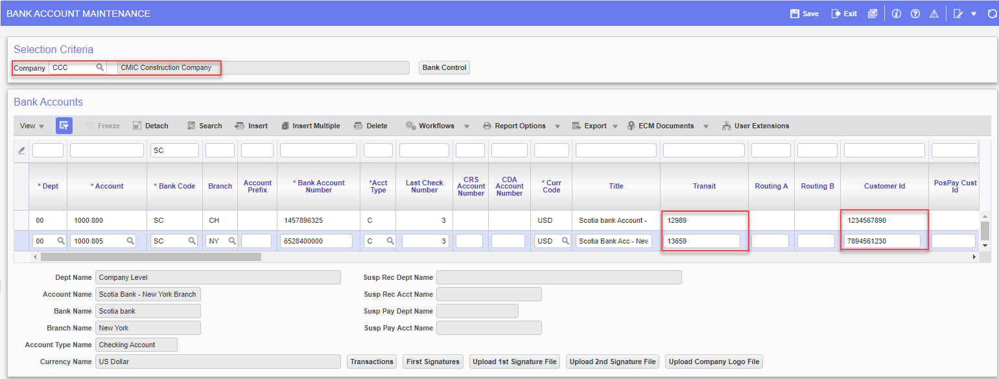 BANK ACCOUNT MAINTENANCE Save Exit
Selection Criteria
Company CCC CMiC Construction Company Bank Control
Bank Accounts
View Freeze Detach Search Insert Insert Multiple Delete Workflows Report Options Export ECM Documents User Extensions
SC
* Dept * Account * Bank Code Branch Account Prefix * Bank Account Number *Acct Type Last Check Number CRS Account Number CDA Account Number * Curr Code Title Transit Routing A Routing B Customer Id PosPay Cust Id
00 1000.800 SC CH 1457896325 C 3 USD Scotia bank Account - 12989 1234567890
00 1000.805 SC NY 6528400000 C 3 USD Scotia Bank Acc - New 13659 7894561230
Dept Name Company Level Susp Rec Dept Name
Account Name Scotia Bank - New York Branch Susp Rec Acct Name
Bank Name Scotia bank Susp Pay Dept Name
Branch Name New York Susp Pay Acct Name
Account Type Name Checking Account
Currency Name US Dollar Transactions First Signatures Upload 1st Signature File Upload 2nd Signature File Upload Company Logo File